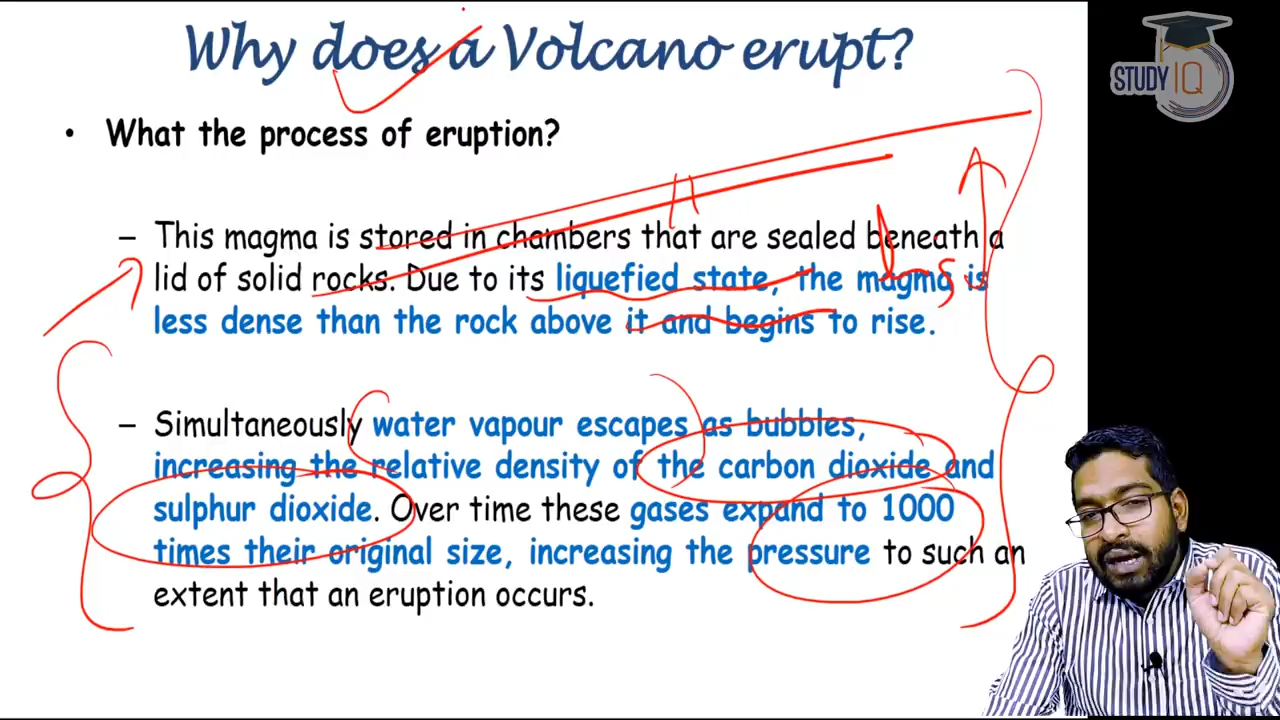 Why does a Volcano erupt?
STUDY IQ
• What the process of eruption?
– This magma is stored in chambers that are sealed beneath a
lid of solid rocks. Due to its liquefied state, the magma is
less dense than the rock above it and begins to rise.
– Simultaneously water vapour escapes as bubbles,
increasing the relative density of the carbon dioxide and
sulphur dioxide. Over time these gases expand to 1000
times their original size, increasing the pressure to such an
extent that an eruption occurs.